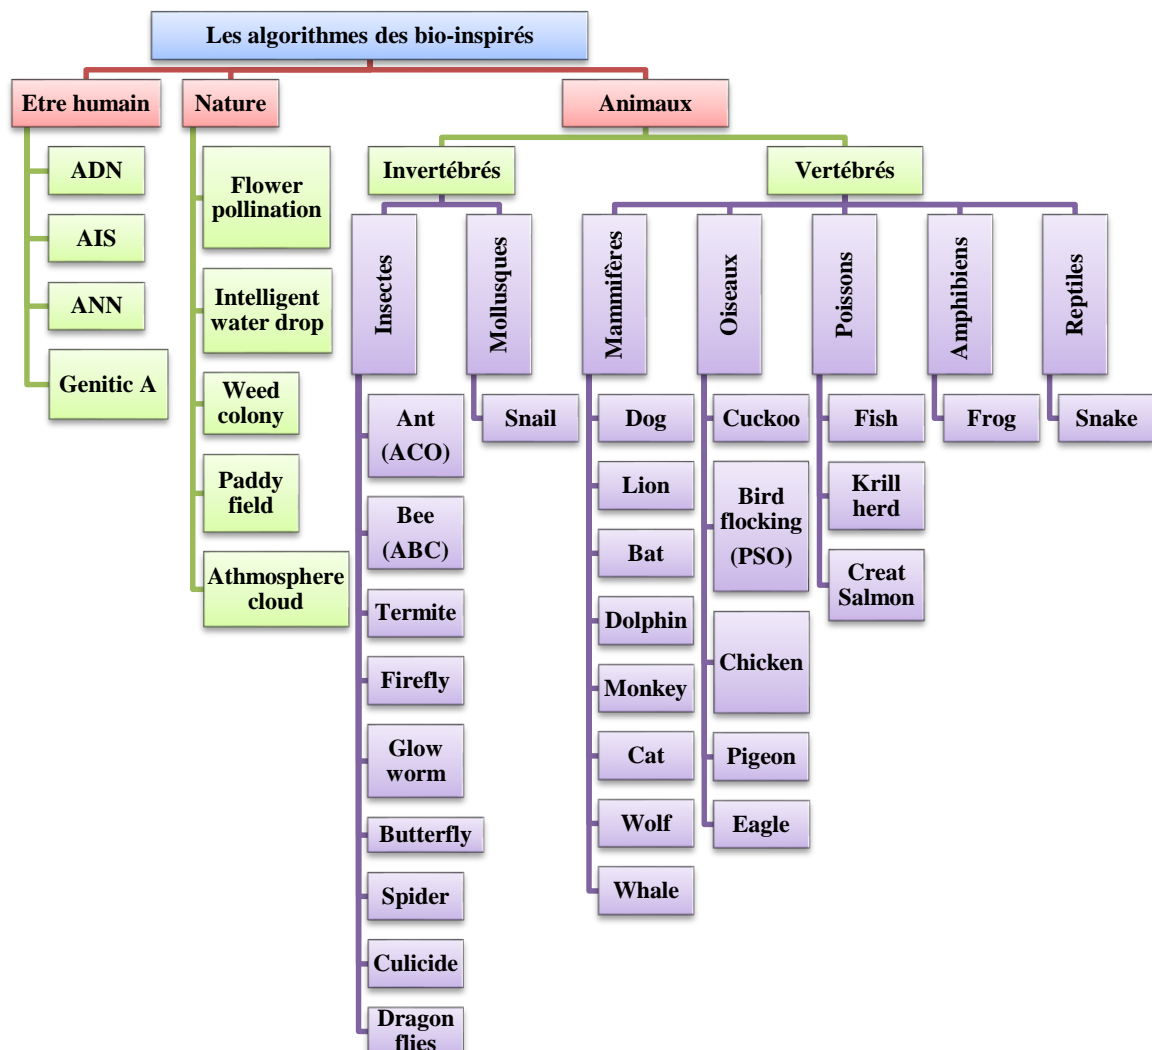 Les algorithmes des bio-inspirés
Etre humain
Nature
Animaux
ADN
AIS
ANN
Genitic A
Flower
pollination
Intelligent
water drop
Weed
colony
Paddy
field
Athmosphere
cloud
Invertébrés
Vertébrés
Insectes
Mollusques
Mammifères
Oiseaux
Poissons
Amphibiens
Reptiles
Ant
(ACO)
Bee
(ABC)
Termite
Firefly
Glow
worm
Butterfly
Spider
Culicide
Dragon
flies
Snail
Dog
Lion
Bat
Dolphin
Monkey
Cat
Wolf
Whale
Cuckoo
Bird
flocking
(PSO)
Chicken
Pigeon
Eagle
Fish
Krill
herd
Creat
Salmon
Frog
Snake